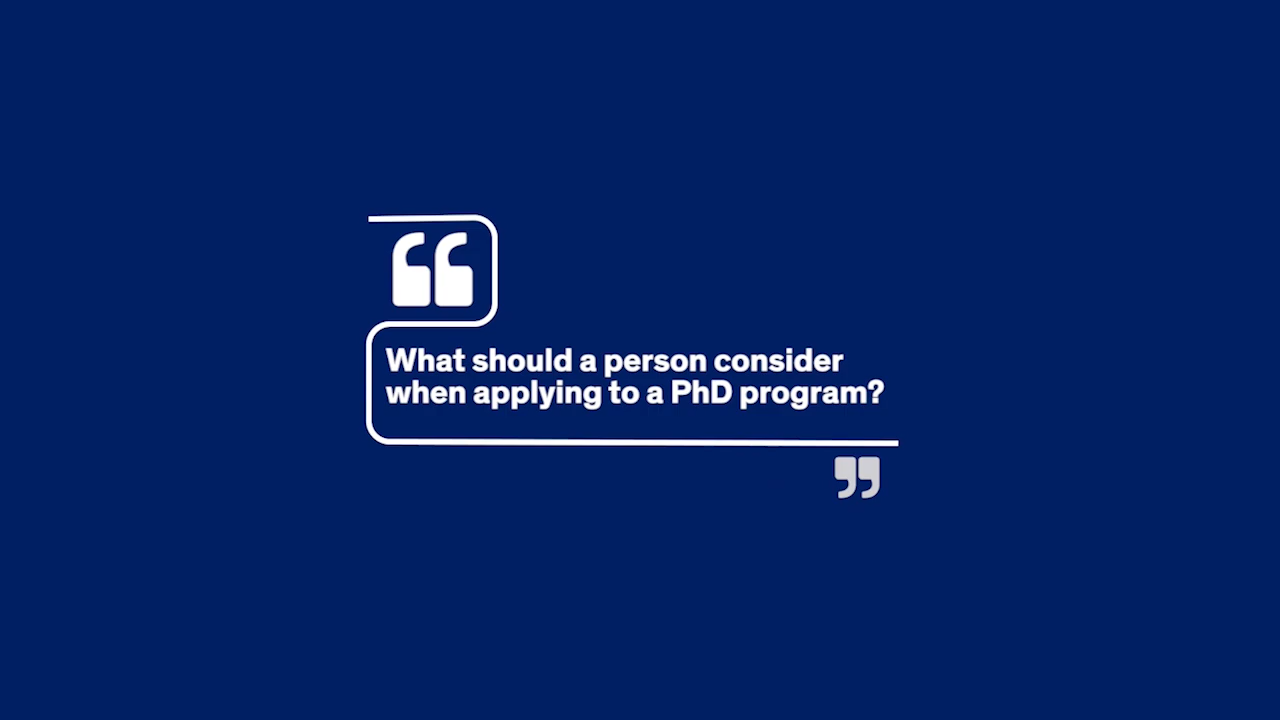 “
What should a person consider
when applying to a PhD program?
”